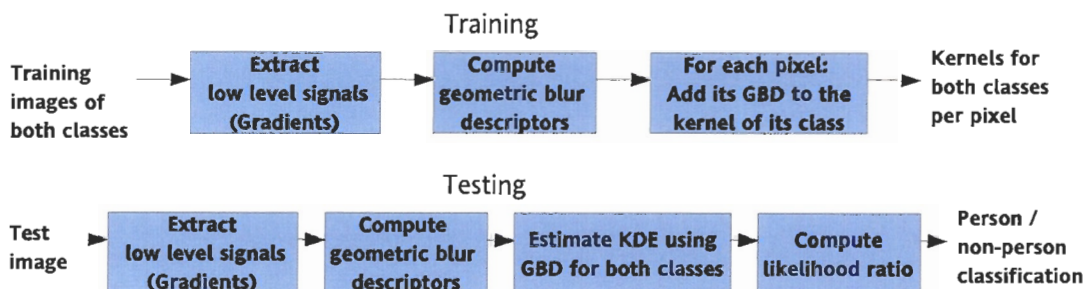 Training
Training
images of
both classes
Extract
low level signals
(Gradients)
Compute
geometric blur
descriptors
For each pixel:
Add its GBD to the
kernel of its class
Kernels for
both classes
per pixel
Testing
Test
image
Extract
low level signals
(Gradients)
Compute
geometric blur
descriptors
Estimate KDE using
GBD for both classes
Compute
likelihood ratio
Person /
non-person
classification